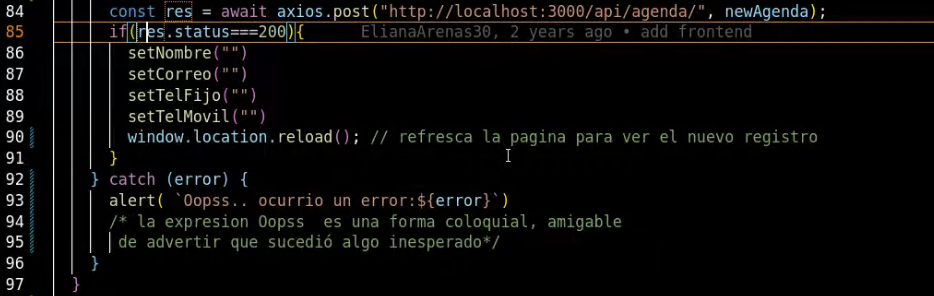 84 const res = await axios.post("http://localhost:3000/api/agenda/", newAgenda);
85 if(res.status===200){ ElianaArenas30, 2 years ago • add frontend
86 setNombre("")
87 setCorreo("")
88 setTelFijo("")
89 setTelMovil("")
90 window.location.reload(); // refresca la pagina para ver el nuevo registro
91 }
92 } catch (error) {
93 alert( `Oopss.. ocurrio un error:${error}`)
94 /* la expresion Oopss  es una forma coloquial, amigable
95 de advertir que sucedió algo inesperado*/
96 }
97 }